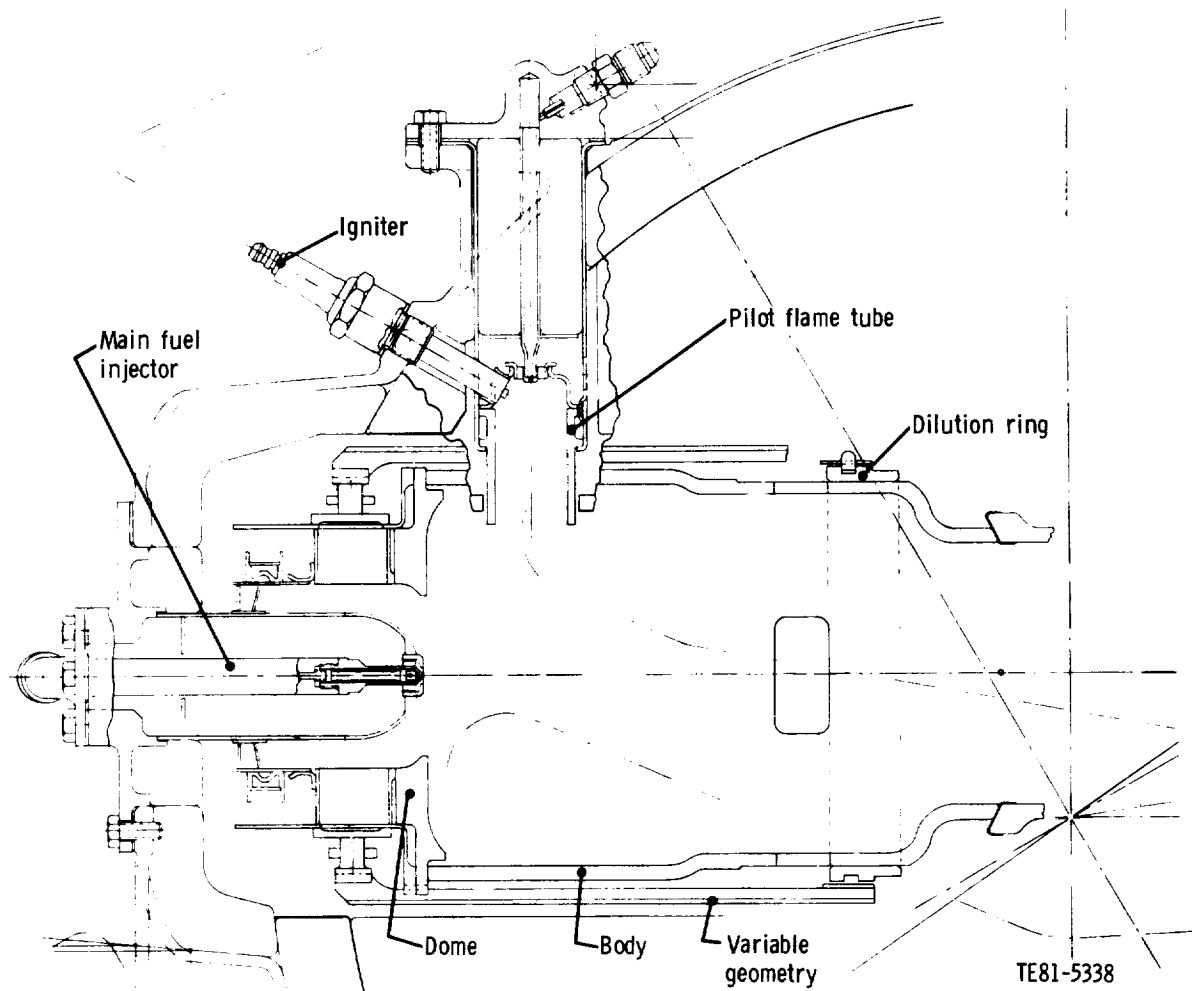 Igniter
Main fuel
injector
Pilot flame tube
Dilution ring
Dome
Body
Variable
geometry
TE81-5338